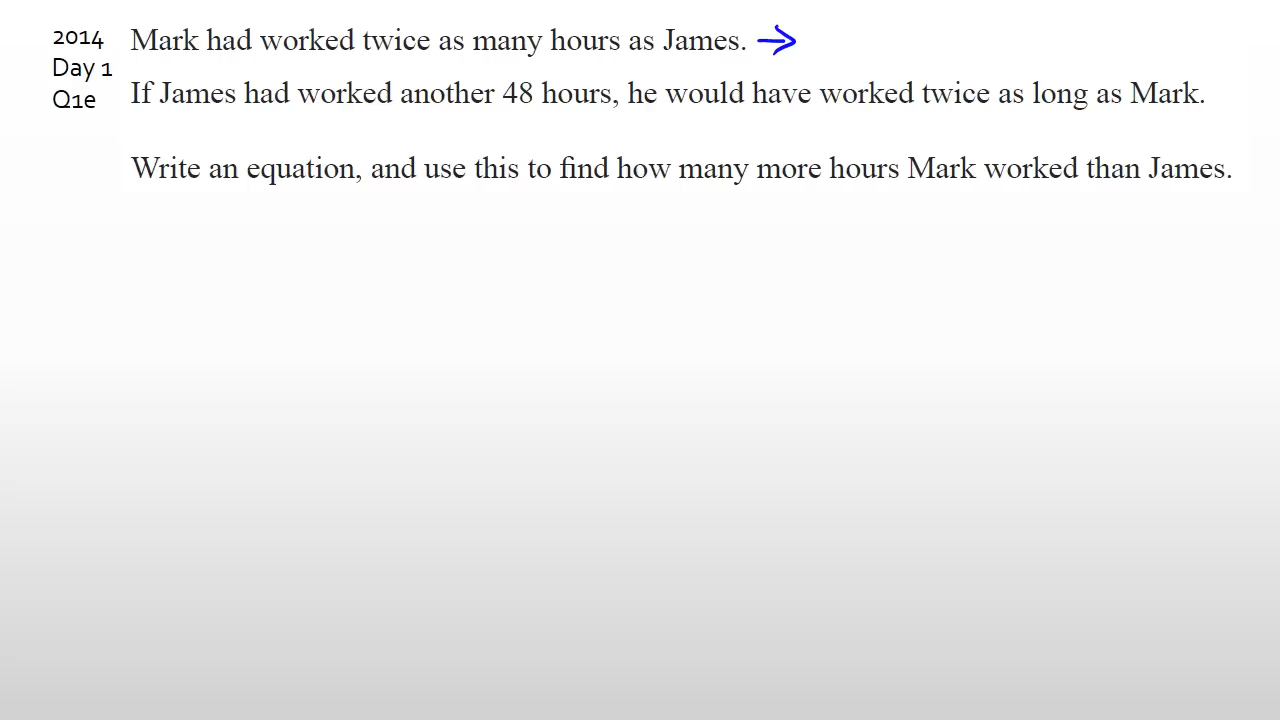 2014
Day 1
Q1e
Mark had worked twice as many hours as James.
If James had worked another 48 hours, he would have worked twice as long as Mark.
Write an equation, and use this to find how many more hours Mark worked than James.